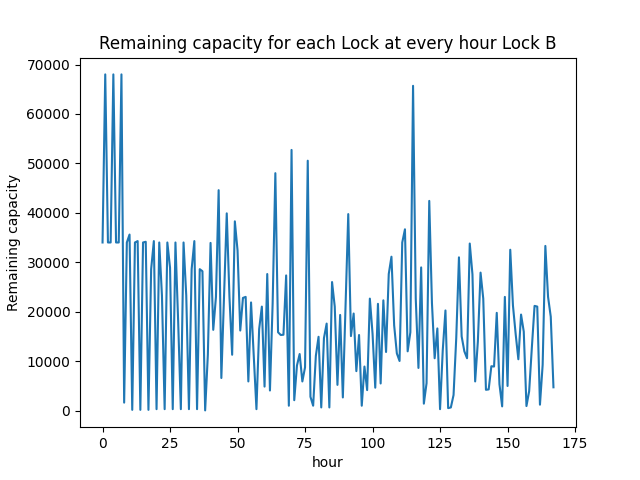 Remaining capacity for each Lock at every hour Lock B
70000
60000
50000
40000
30000
20000
10000
0
Remaining capacity
0 25 50 75 100 125 150 175
hour